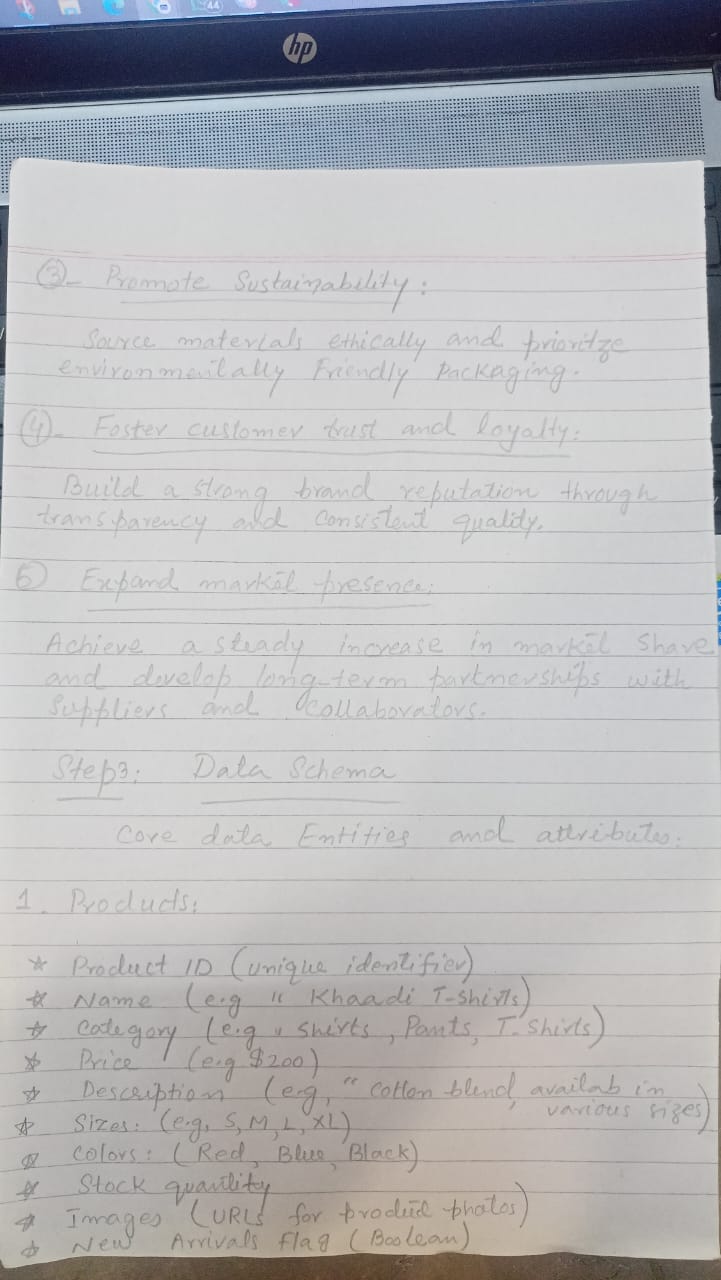 hp
44
③- Promote Sustainability:
Source materials ethically and prioritze
environmentally Friendly Packaging.
④- Foster customer trust and loyalty:
Build a strong brand reputation through
transparency and Consistent quality.
⑤ Expand market presence:
Achieve a steady increase in market Share
and develop long-term partnerships with
Suppliers and collaborators.
Step3: Data Schema
Core data Entities and attributes:
1. Products:
☆ Product ID (unique identifier)
☆ Name (e.g " Khaadi T-shirts)
☆ Category (e.g " Shirts, Pants, T-Shirts)
☆ Price (e.g $200)
☆ Description (e.g, " Cotton blend, availab in
various sizes)
☆ Sizes: (e.g, S, M, L, XL)
☆ Colors: (Red, Blue, Black)
☆ Stock quantity
☆ Images (URLs for product photos)
☆ New Arrivals Flag (Boolean)